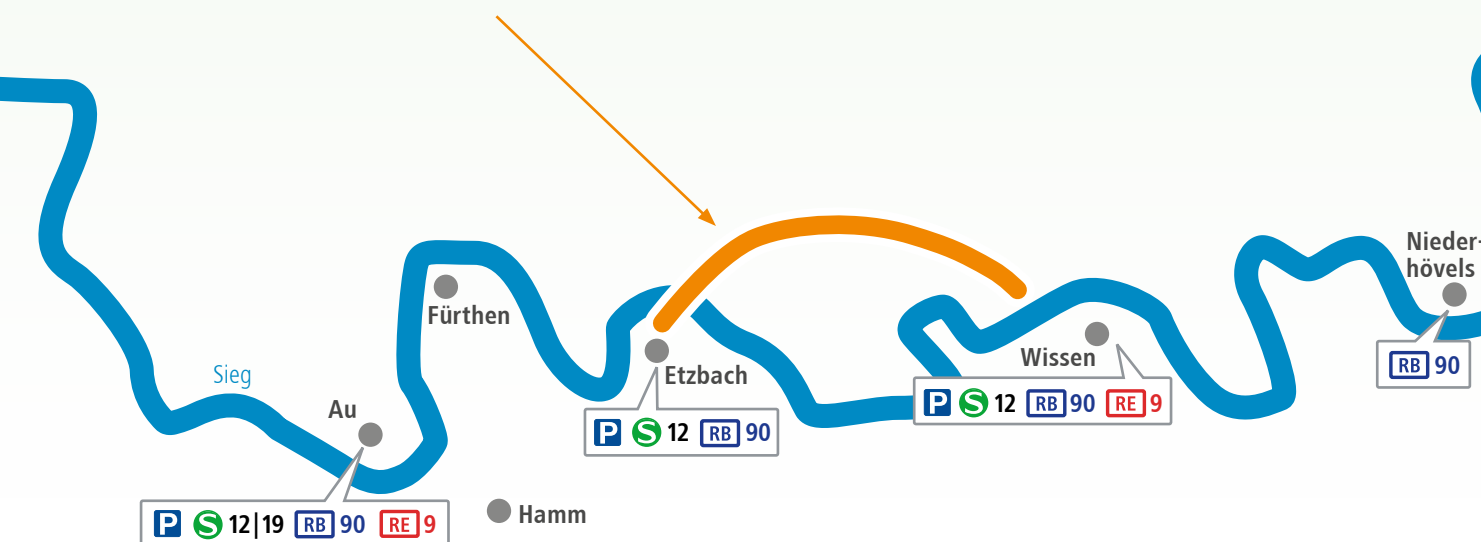 Nieder-
hövels
RB 90
Fürthen
Wissen
P S 12 RB 90 RE 9
Etzbach
P S 12 RB 90
Sieg
Au
P S 12|19 RB 90 RE 9
Hamm